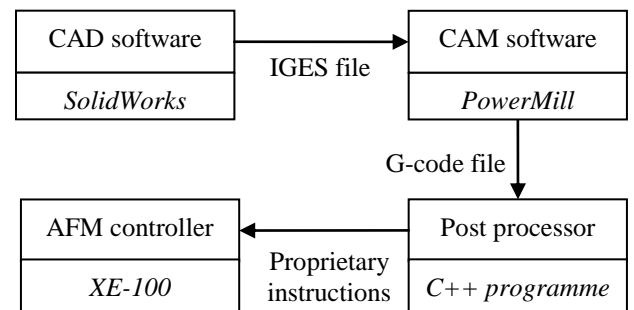 CAD software
SolidWorks
IGES file
CAM software
PowerMill
G-code file
AFM controller
XE-100
Proprietary
instructions
Post processor
C++ programme